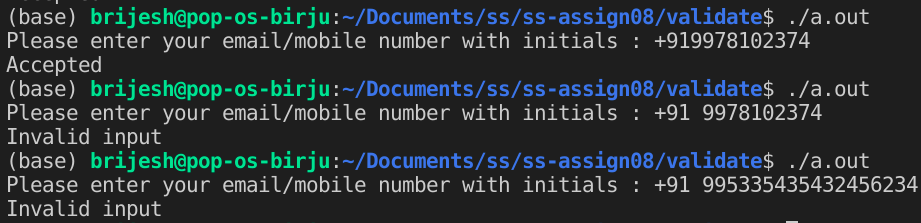 (base) brijesh@pop-os-birju:~/Documents/ss/ss-assign08/validate$ ./a.out
Please enter your email/mobile number with initials : +919978102374
Accepted
(base) brijesh@pop-os-birju:~/Documents/ss/ss-assign08/validate$ ./a.out
Please enter your email/mobile number with initials : +91 9978102374
Invalid input
(base) brijesh@pop-os-birju:~/Documents/ss/ss-assign08/validate$ ./a.out
Please enter your email/mobile number with initials : +91 995335435432456234
Invalid input